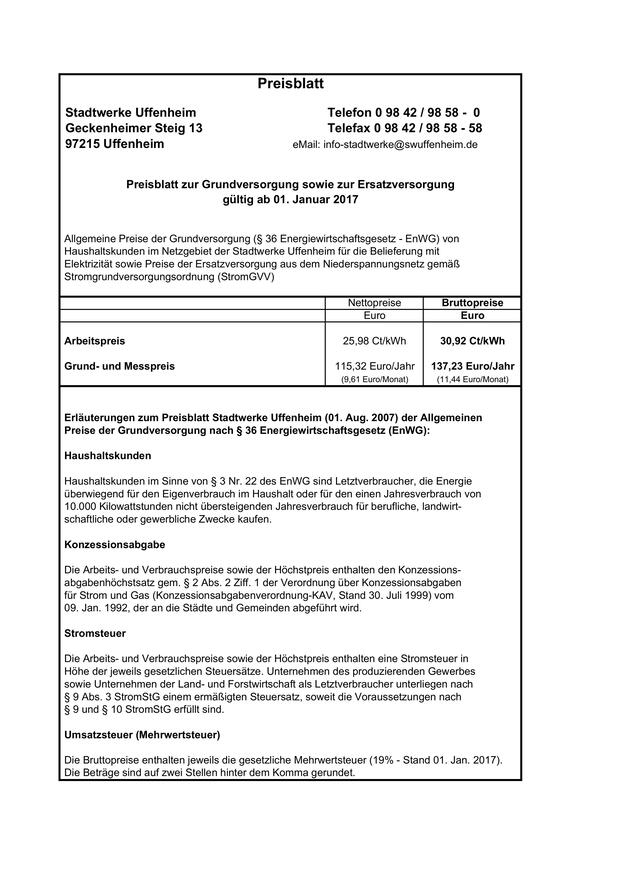 Preisblatt
Stadtwerke Uffenheim
Telefon 0 98 42 / 98 58 - 0
Geckenheimer Steig 13
Telefax 0 98 42 / 98 58 - 58
97215 Uffenheim
eMail: info-stadtwerke@swuffenheim.de
Preisblatt zur Grundversorgung sowie zur Ersatzversorgung
gültig ab 01. Januar 2017
Allgemeine Preise der Grundversorgung (§ 36 Energiewirtschaftsgesetz - EnWG) von
Haushaltskunden im Netzgebiet der Stadtwerke Uffenheim für die Belieferung mit
Elektrizität sowie Preise der Ersatzversorgung aus dem Niederspannungsnetz gemäß
Stromgrundversorgungsordnung (StromGVV)
Nettopreise Bruttopreise
Euro Euro
Arbeitspreis 25,98 Ct/kWh 30,92 Ct/kWh
Grund- und Messpreis 115,32 Euro/Jahr 137,23 Euro/Jahr
(9,61 Euro/Monat) (11,44 Euro/Monat)
Erläuterungen zum Preisblatt Stadtwerke Uffenheim (01. Aug. 2007) der Allgemeinen
Preise der Grundversorgung nach § 36 Energiewirtschaftsgesetz (EnWG):
Haushaltskunden
Haushaltskunden im Sinne von § 3 Nr. 22 des EnWG sind Letztverbraucher, die Energie
überwiegend für den Eigenverbrauch im Haushalt oder für den einen Jahresverbrauch von
10.000 Kilowattstunden nicht übersteigenden Jahresverbrauch für berufliche, landwirt-
schaftliche oder gewerbliche Zwecke kaufen.
Konzessionsabgabe
Die Arbeits- und Verbrauchspreise sowie der Höchstpreis enthalten den Konzessions-
abgabenhöchstsatz gem. § 2 Abs. 2 Ziff. 1 der Verordnung über Konzessionsabgaben
für Strom und Gas (Konzessionsabgabenverordnung-KAV, Stand 30. Juli 1999) vom
09. Jan. 1992, der an die Städte und Gemeinden abgeführt wird.
Stromsteuer
Die Arbeits- und Verbrauchspreise sowie der Höchstpreis enthalten eine Stromsteuer in
Höhe der jeweils gesetzlichen Steuersätze. Unternehmen des produzierenden Gewerbes
sowie Unternehmen der Land- und Forstwirtschaft als Letztverbraucher unterliegen nach
§ 9 Abs. 3 StromStG einem ermäßigten Steuersatz, soweit die Voraussetzungen nach
§ 9 und § 10 StromStG erfüllt sind.
Umsatzsteuer (Mehrwertsteuer)
Die Bruttopreise enthalten jeweils die gesetzliche Mehrwertsteuer (19% - Stand 01. Jan. 2017).
Die Beträge sind auf zwei Stellen hinter dem Komma gerundet.